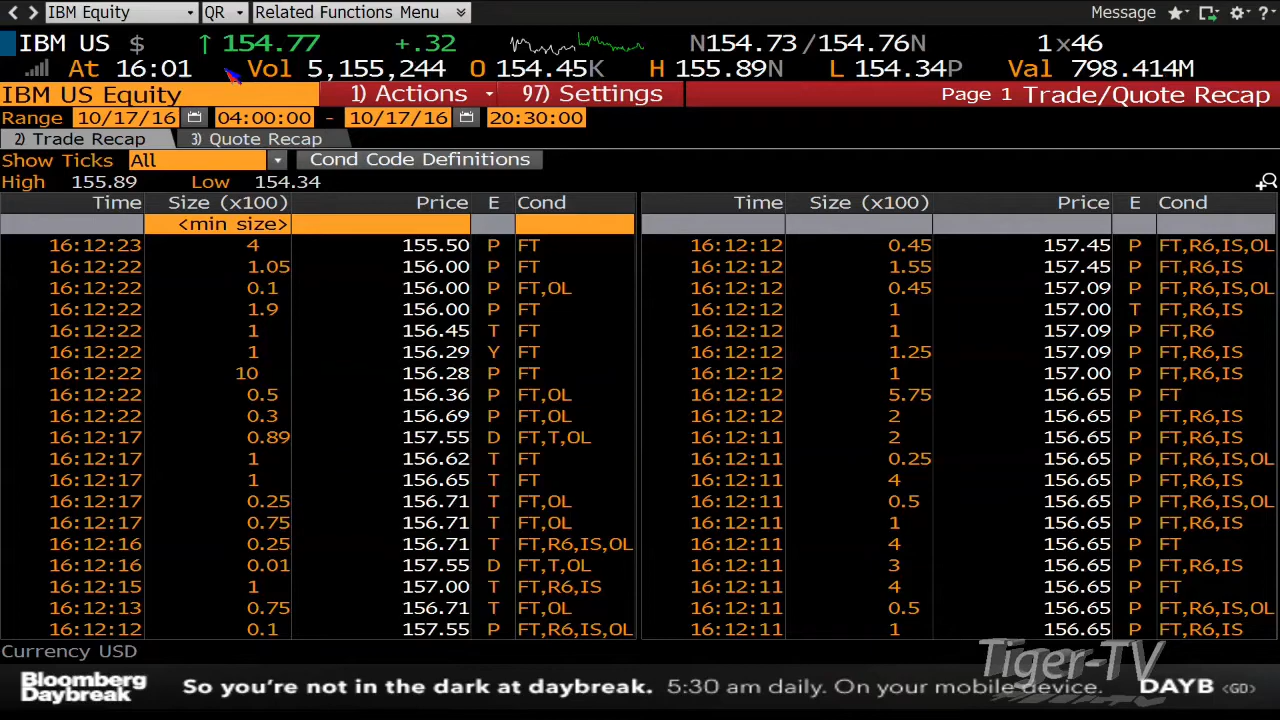 IBM Equity QR Related Functions Menu Message ?
IBM US $ ↑ 154.77 +.32 N154.73 /154.76N 1x46
At 16:01 Vol 5,155,244 O 154.45K H 155.89N L 154.34P Val 798.414M
IBM US Equity 1) Actions 97) Settings Page 1 Trade/Quote Recap
Range 10/17/16 04:00:00 - 10/17/16 20:30:00
2) Trade Recap 3) Quote Recap
Show Ticks All Cond Code Definitions
High 155.89 Low 154.34
Time Size (x100) Price E Cond Time Size (x100) Price E Cond
<min size>
16:12:23 4 155.50 P FT 16:12:12 0.45 157.45 P FT,R6,IS,OL
16:12:22 1.05 156.00 P FT 16:12:12 1.55 157.45 P FT,R6,IS
16:12:22 0.1 156.00 P FT,OL 16:12:12 0.45 157.09 P FT,R6,IS,OL
16:12:22 1.9 156.00 P FT 16:12:12 1 157.00 T FT,R6,IS
16:12:22 1 156.45 T FT 16:12:12 1 157.09 P FT,R6
16:12:22 1 156.29 Y FT 16:12:12 1.25 157.09 P FT,R6,IS
16:12:22 10 156.28 P FT 16:12:12 1 157.00 P FT,R6,IS
16:12:22 0.5 156.36 P FT,OL 16:12:12 5.75 156.65 P FT
16:12:22 0.3 156.69 P FT,OL 16:12:12 2 156.65 P FT,R6,IS
16:12:17 0.89 157.55 D FT,T,OL 16:12:11 2 156.65 P FT,R6,IS
16:12:17 1 156.62 T FT 16:12:11 0.25 156.65 P FT,R6,IS,OL
16:12:17 1 156.65 T FT 16:12:11 4 156.65 P FT,R6,IS
16:12:17 0.25 156.71 T FT,OL 16:12:11 0.5 156.65 P FT,R6,IS,OL
16:12:17 0.75 156.71 T FT,OL 16:12:11 1 156.65 P FT,R6,IS
16:12:16 0.25 156.71 T FT,R6,IS,OL 16:12:11 4 156.65 P FT
16:12:16 0.01 157.55 D FT,T,OL 16:12:11 3 156.65 P FT,R6,IS
16:12:15 1 157.00 T FT,R6,IS 16:12:11 4 156.65 P FT
16:12:13 0.75 156.71 T FT,OL 16:12:11 0.5 156.65 P FT,R6,IS,OL
16:12:12 0.1 157.55 P FT,R6,IS,OL 16:12:11 1 156.65 P FT,R6,IS
Currency USD
Tiger-TV
Bloomberg Daybreak So you're not in the dark at daybreak. 5:30 am daily. On your mobile device. DAYB <GO>